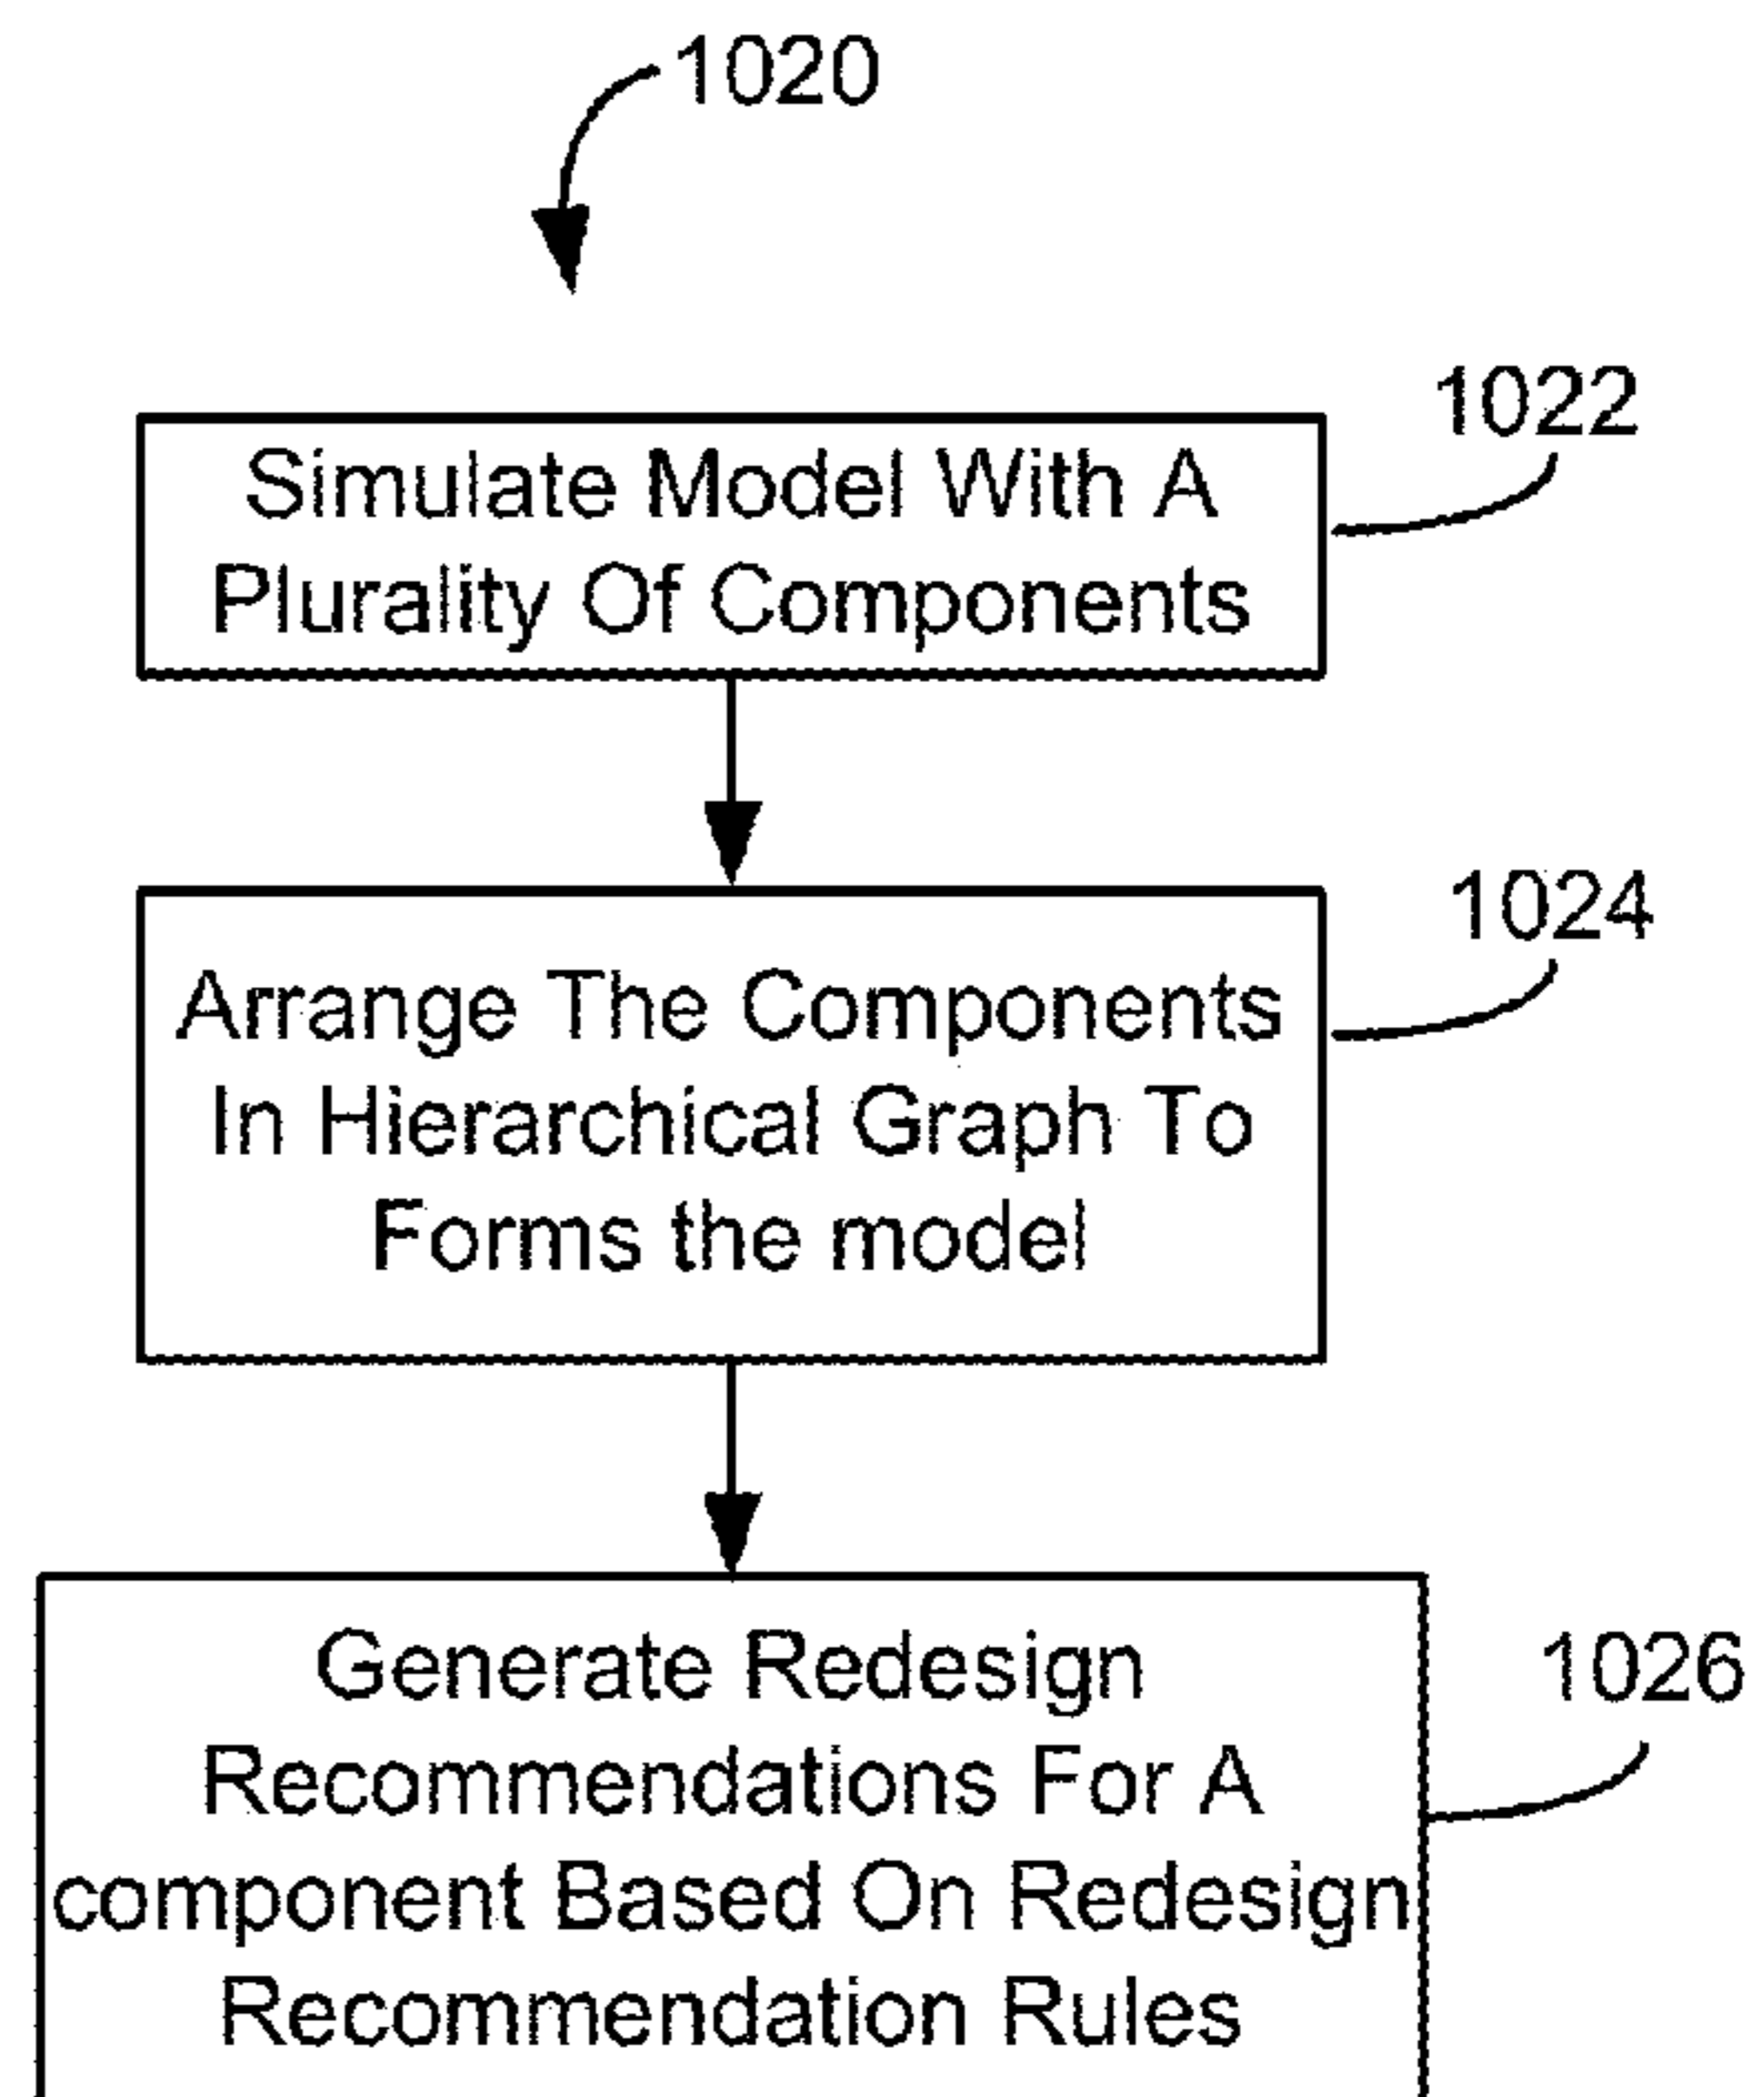 1020
1022
Simulate Model With A
Plurality Of Components
1024
Arrange The Components
In Hierarchical Graph To
Forms the model
1026
Generate Redesign
Recommendations For A
component Based On Redesign
Recommendation Rules